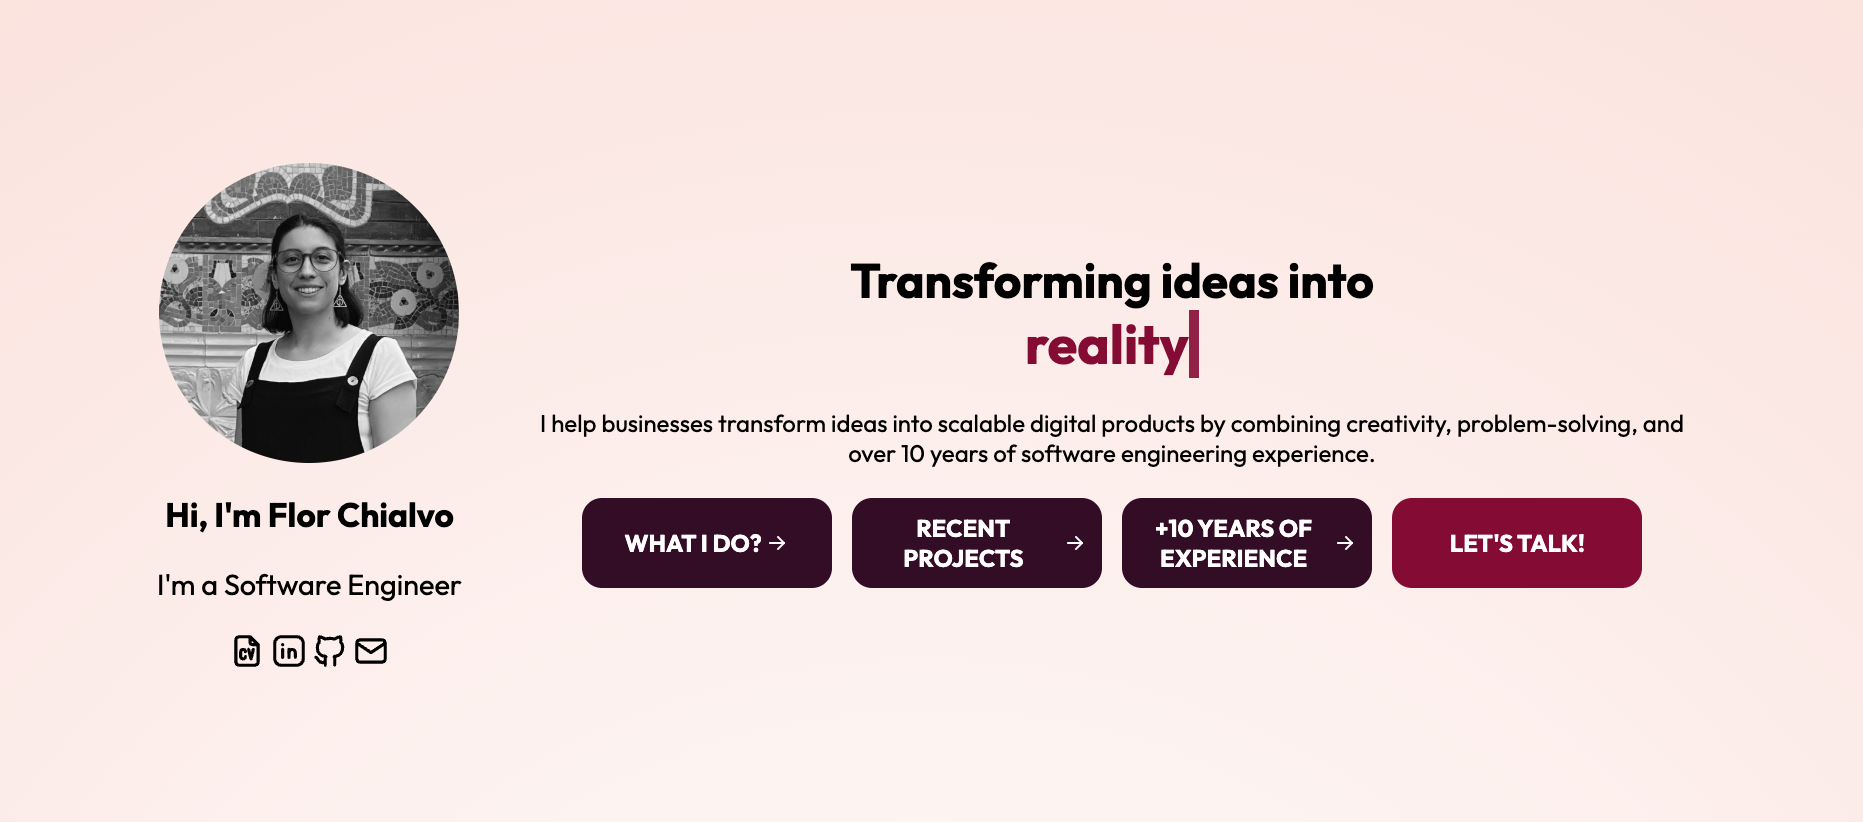 Hi, I'm Flor Chialvo
I'm a Software Engineer
CV
in
Transforming ideas into
reality
I help businesses transform ideas into scalable digital products by combining creativity, problem-solving, and
over 10 years of software engineering experience.
WHAT I DO? →
RECENT
PROJECTS →
+10 YEARS OF
EXPERIENCE →
LET'S TALK!